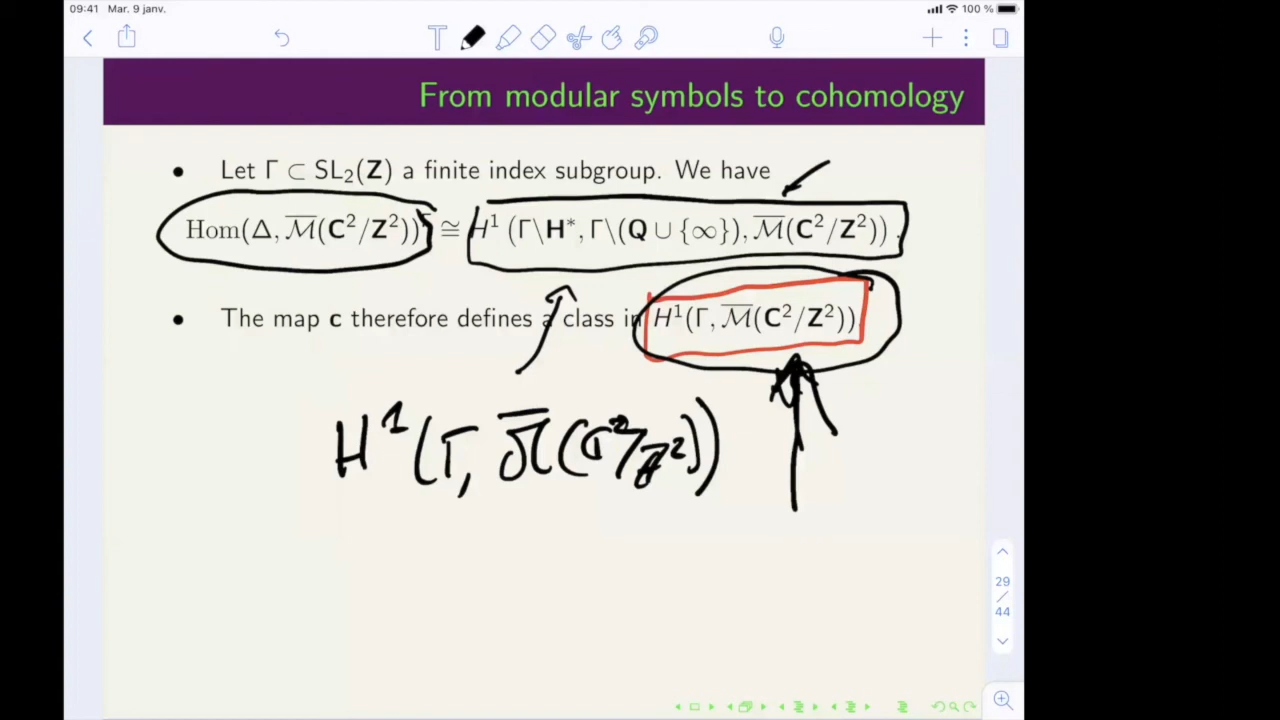 09:41 Mar. 9 janv. 100 %
From modular symbols to cohomology
• Let Γ ⊂ SL₂(Z) a finite index subgroup. We have
Hom(Δ, M̅(C²/Z²)) ≅ H¹ (Γ\H*, Γ\(Q ∪ {∞}), M̅(C²/Z²)).
• The map c therefore defines a class in H¹(Γ, M̅(C²/Z²)).
H¹(Γ, M̅(C²/Z²))
29
/
44